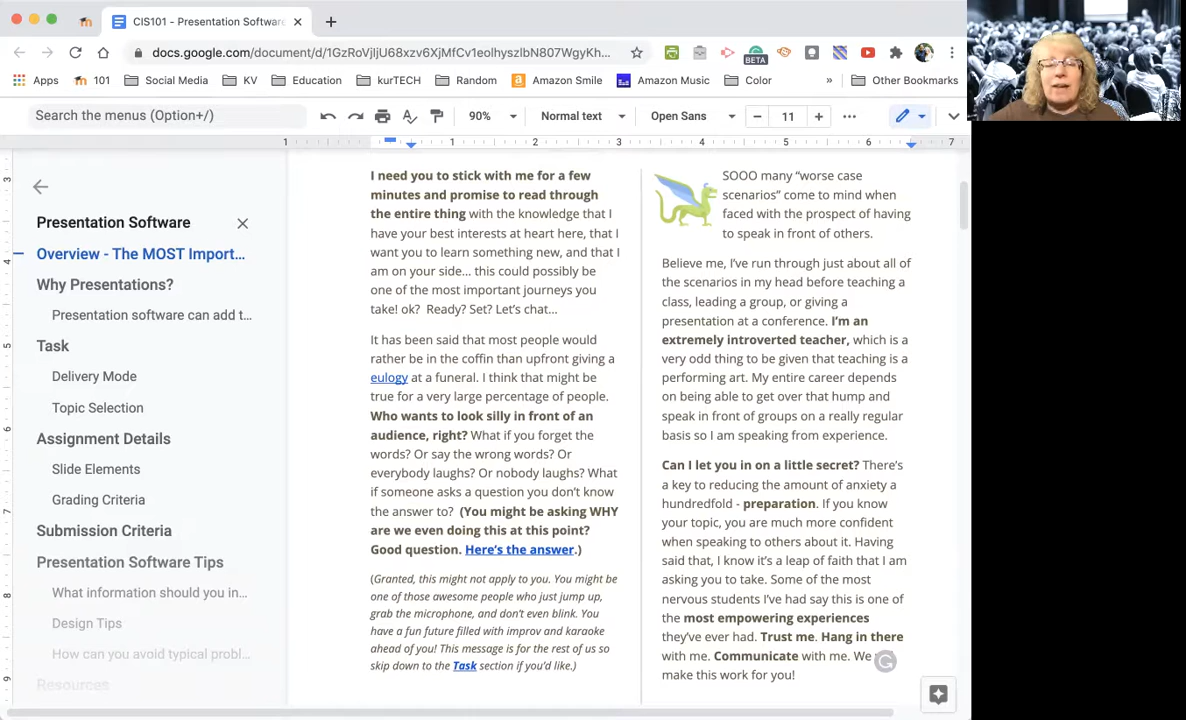 CIS101 - Presentation Software
docs.google.com/document/d/1GzRoVjIjU68xzv6XjMfCv1eolhyszlbN807WgyKh...
BETA
Apps
101
Social Media
KV
Education
kurTECH
Random
Amazon Smile
Amazon Music
Color
»
Other Bookmarks
Search the menus (Option+/)
90%
Normal text
Open Sans
11
1 1 2 3 4 5 6 7
3
4
5
6
7
8
9
Presentation Software
Overview - The MOST Import...
Why Presentations?
Presentation software can add t...
Task
Delivery Mode
Topic Selection
Assignment Details
Slide Elements
Grading Criteria
Submission Criteria
Presentation Software Tips
What information should you in...
Design Tips
How can you avoid typical probl...
Resources
I need you to stick with me for a few
minutes and promise to read through
the entire thing with the knowledge that I
have your best interests at heart here, that I
want you to learn something new, and that I
am on your side... this could possibly be
one of the most important journeys you
take! ok? Ready? Set? Let's chat...
It has been said that most people would
rather be in the coffin than upfront giving a
eulogy at a funeral. I think that might be
true for a very large percentage of people.
Who wants to look silly in front of an
audience, right? What if you forget the
words? Or say the wrong words? Or
everybody laughs? Or nobody laughs? What
if someone asks a question you don't know
the answer to? (You might be asking WHY
are we even doing this at this point?
Good question. Here's the answer.)
(Granted, this might not apply to you. You might be
one of those awesome people who just jump up,
grab the microphone, and don't even blink. You
have a fun future filled with improv and karaoke
ahead of you! This message is for the rest of us so
skip down to the Task section if you'd like.)
SOOO many "worse case
scenarios" come to mind when
faced with the prospect of having
to speak in front of others.
Believe me, I've run through just about all of
the scenarios in my head before teaching a
class, leading a group, or giving a
presentation at a conference. I'm an
extremely introverted teacher, which is a
very odd thing to be given that teaching is a
performing art. My entire career depends
on being able to get over that hump and
speak in front of groups on a really regular
basis so I am speaking from experience.
Can I let you in on a little secret? There's
a key to reducing the amount of anxiety a
hundredfold - preparation. If you know
your topic, you are much more confident
when speaking to others about it. Having
said that, I know it's a leap of faith that I am
asking you to take. Some of the most
nervous students I've had say this is one of
the most empowering experiences
they've ever had. Trust me. Hang in there
with me. Communicate with me. We
make this work for you!